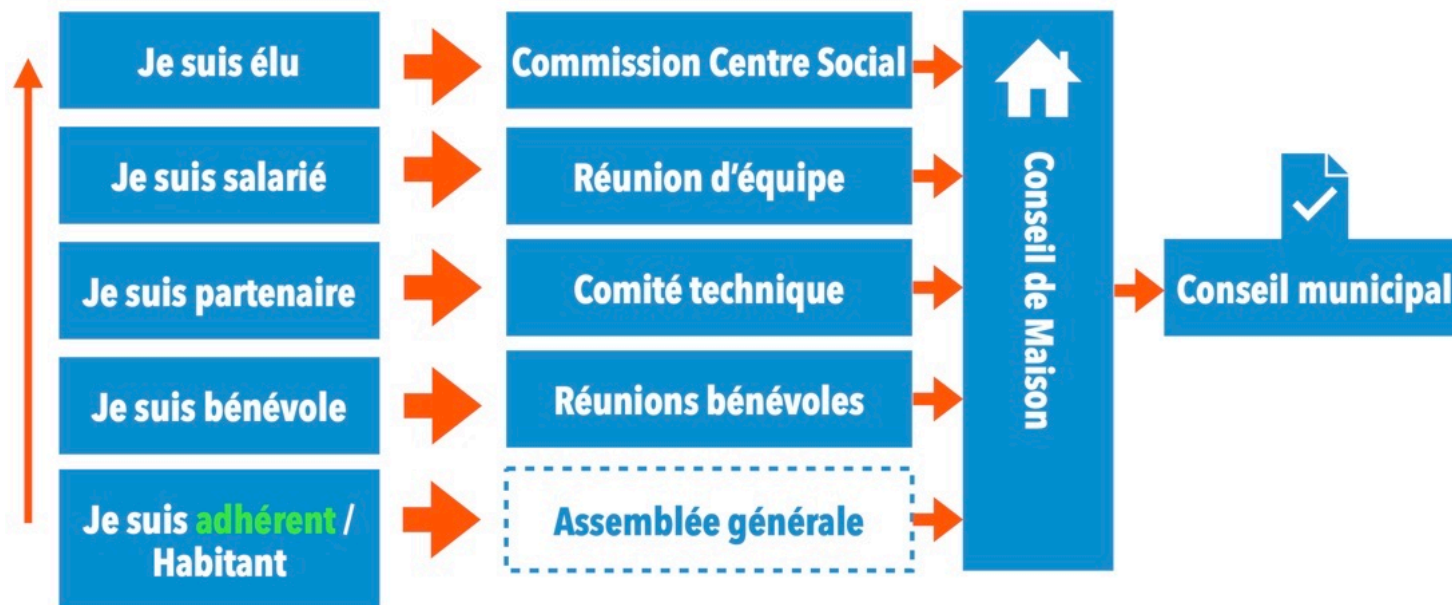 Je suis élu
Commission Centre Social
Je suis salarié
Réunion d'équipe
Je suis partenaire
Comité technique
Je suis bénévole
Réunions bénévoles
Je suis adhérent /
Habitant
Assemblée générale
Conseil de Maison
Conseil municipal